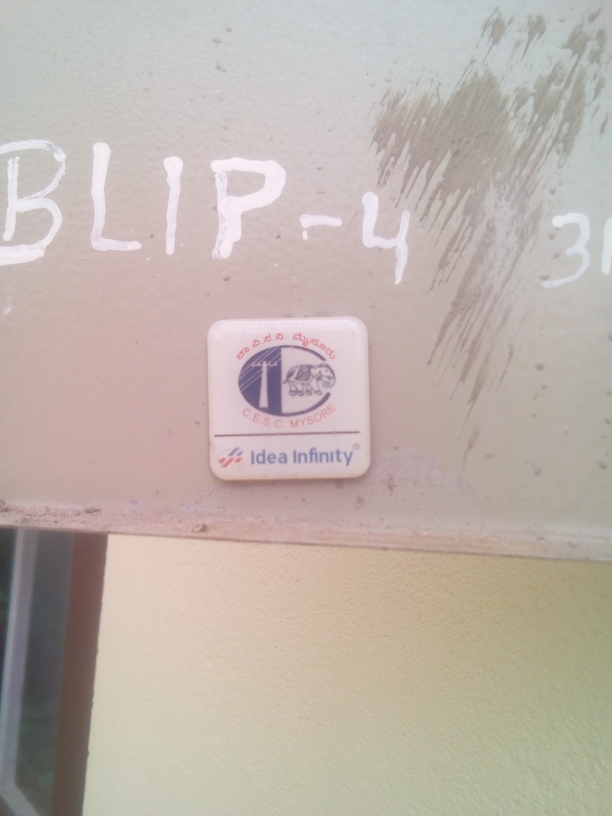 BLIP-4
ಚಾ.ವಿ.ಸ.ನಿ. ಮೈಸೂರು
C.E.S.C. MYSORE
Idea Infinity®